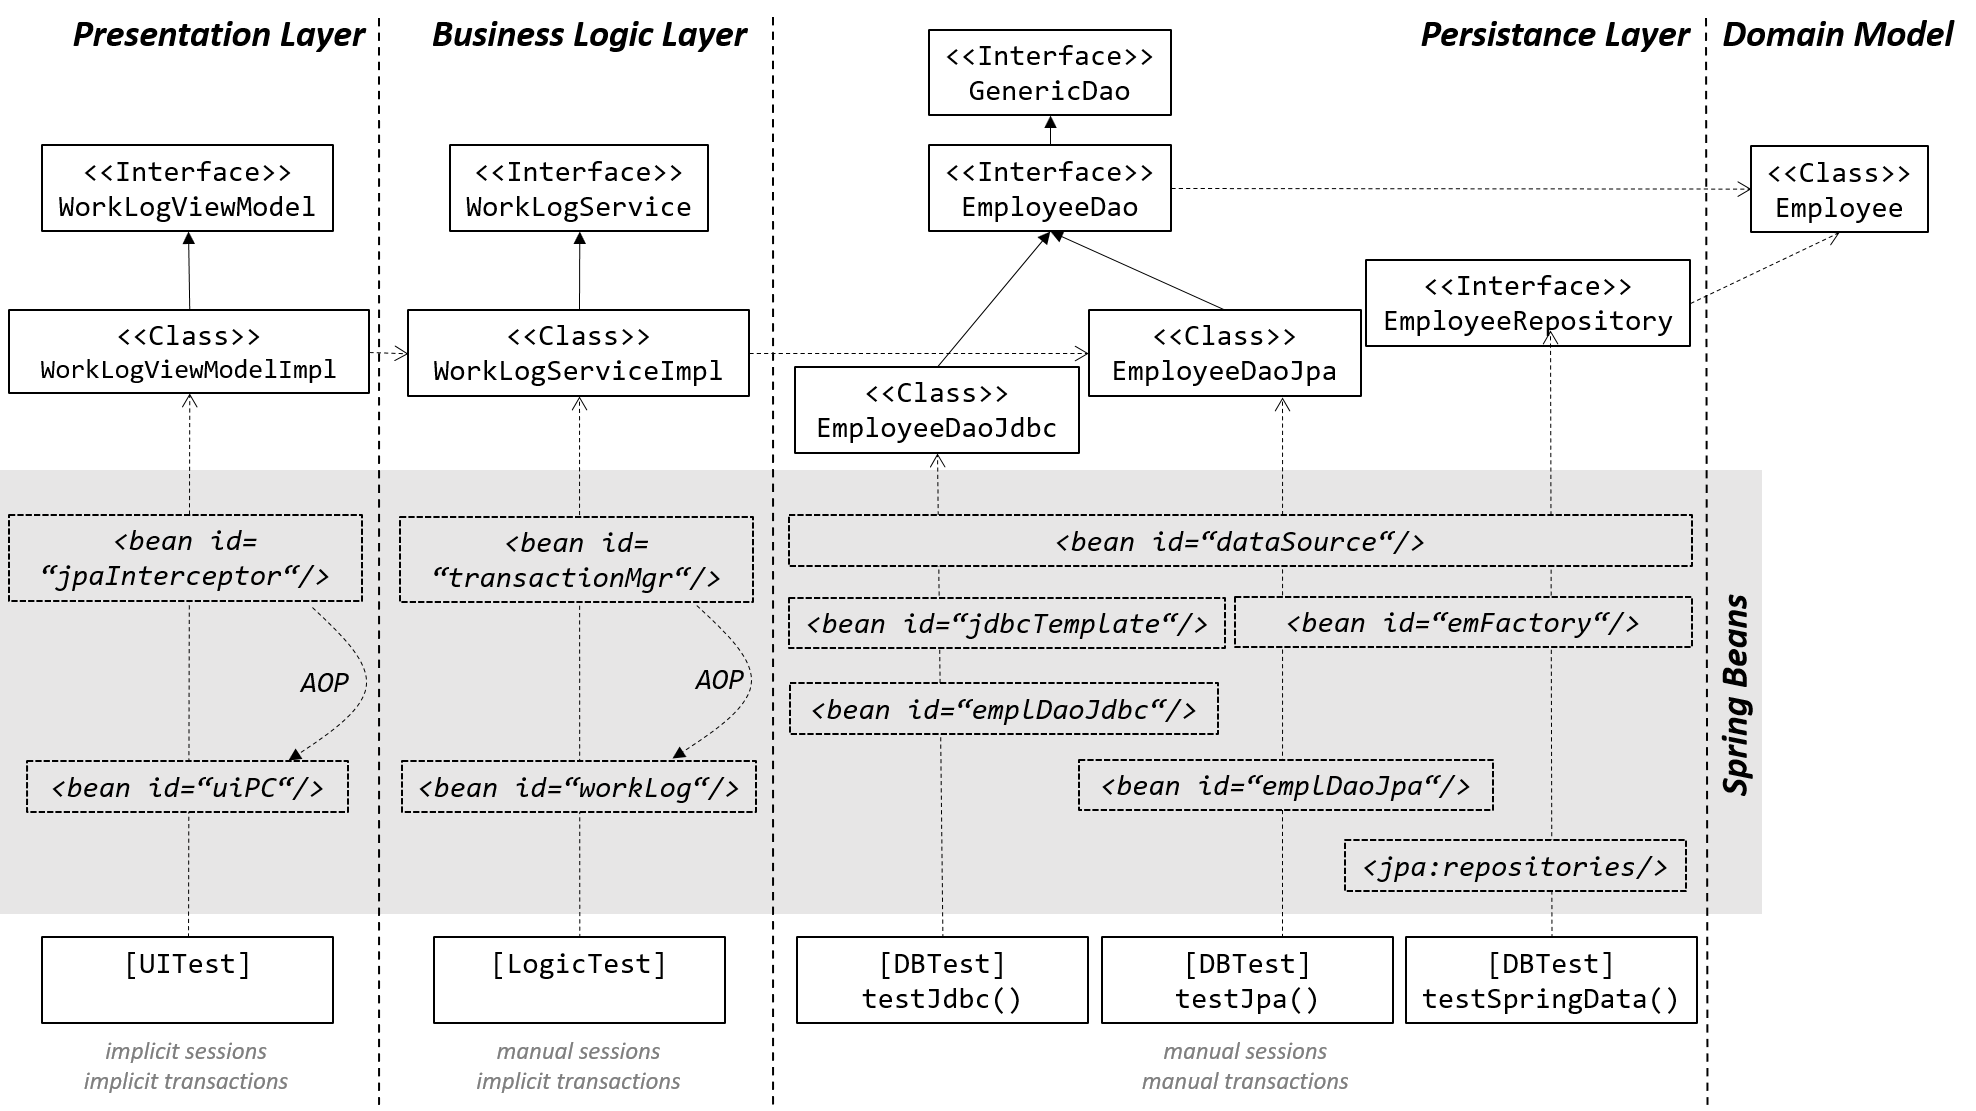 Presentation Layer
Business Logic Layer
Persistance Layer
Domain Model
<<Interface>>
GenericDao
<<Interface>>
WorkLogViewModel
<<Interface>>
WorkLogService
<<Interface>>
EmployeeDao
<<Class>>
Employee
<<Interface>>
EmployeeRepository
<<Class>>
WorkLogViewModelImpl
<<Class>>
WorkLogServiceImpl
<<Class>>
EmployeeDaoJpa
<<Class>>
EmployeeDaoJdbc
<bean id=
“jpaInterceptor“/>
<bean id=
“transactionMgr“/>
<bean id=“dataSource“/>
<bean id=“jdbcTemplate“/>
<bean id=“emFactory“/>
AOP
AOP
<bean id=“emplDaoJdbc“/>
<bean id=“uiPC“/>
<bean id=“workLog“/>
<bean id=“emplDaoJpa“/>
<jpa:repositories/>
Spring Beans
[UITest]
[LogicTest]
[DBTest]
testJdbc()
[DBTest]
testJpa()
[DBTest]
testSpringData()
implicit sessions
implicit transactions
manual sessions
implicit transactions
manual sessions
manual transactions